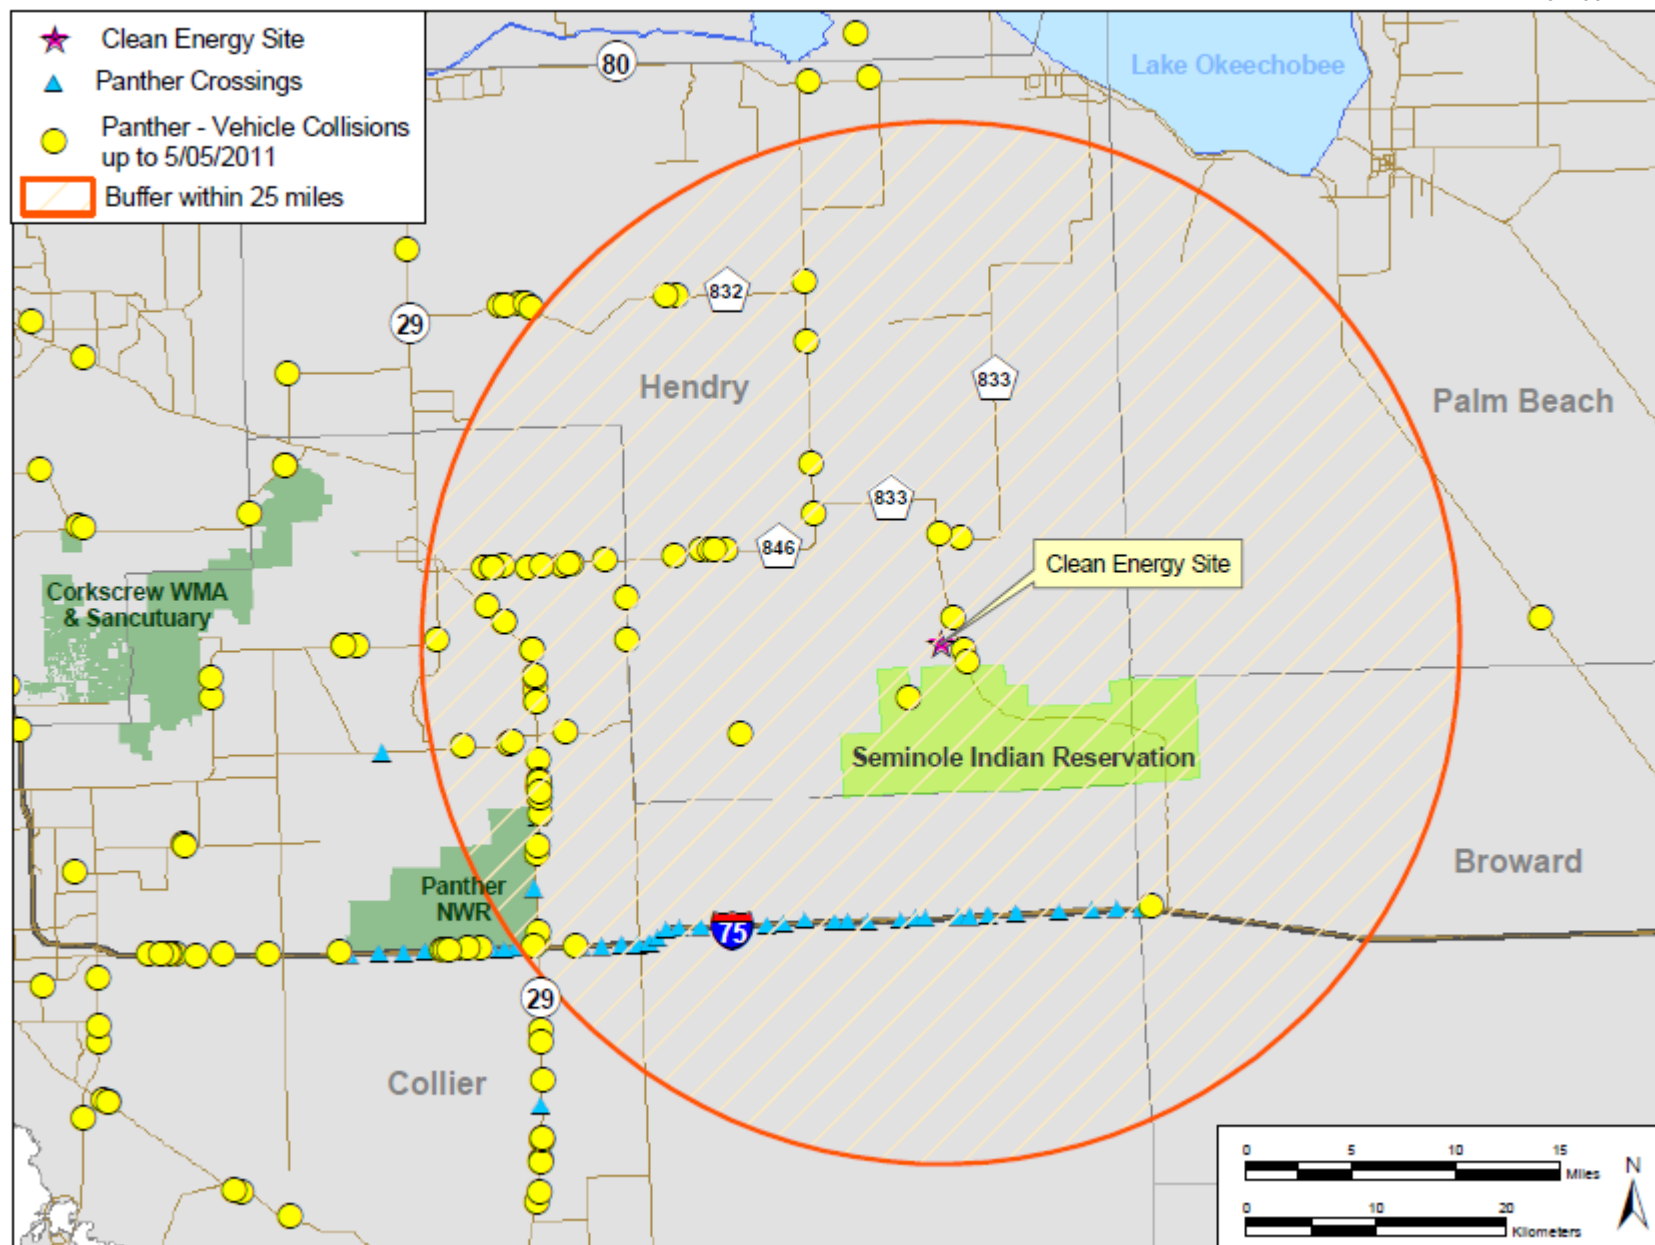 Clean Energy Site
Panther Crossings
Panther - Vehicle Collisions
up to 5/05/2011
Buffer within 25 miles
80
Lake Okeechobee
832
29
Hendry
833
Palm Beach
833
846
Clean Energy Site
Corkscrew WMA
& Sancutuary
Seminole Indian Reservation
Broward
Panther
NWR
75
29
Collier
0 5 10 15
Miles
N
0 10 20
Kilometers